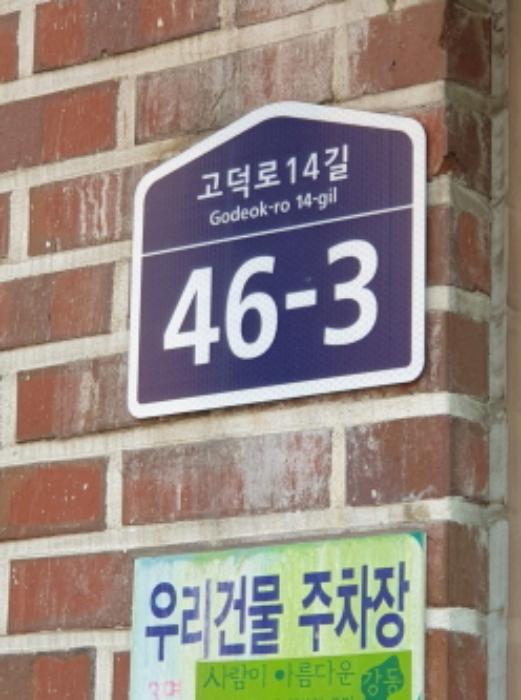 고덕로14길
Godeok-ro 14-gil
46-3
우리건물 주차장
사람이 아름다운 강동